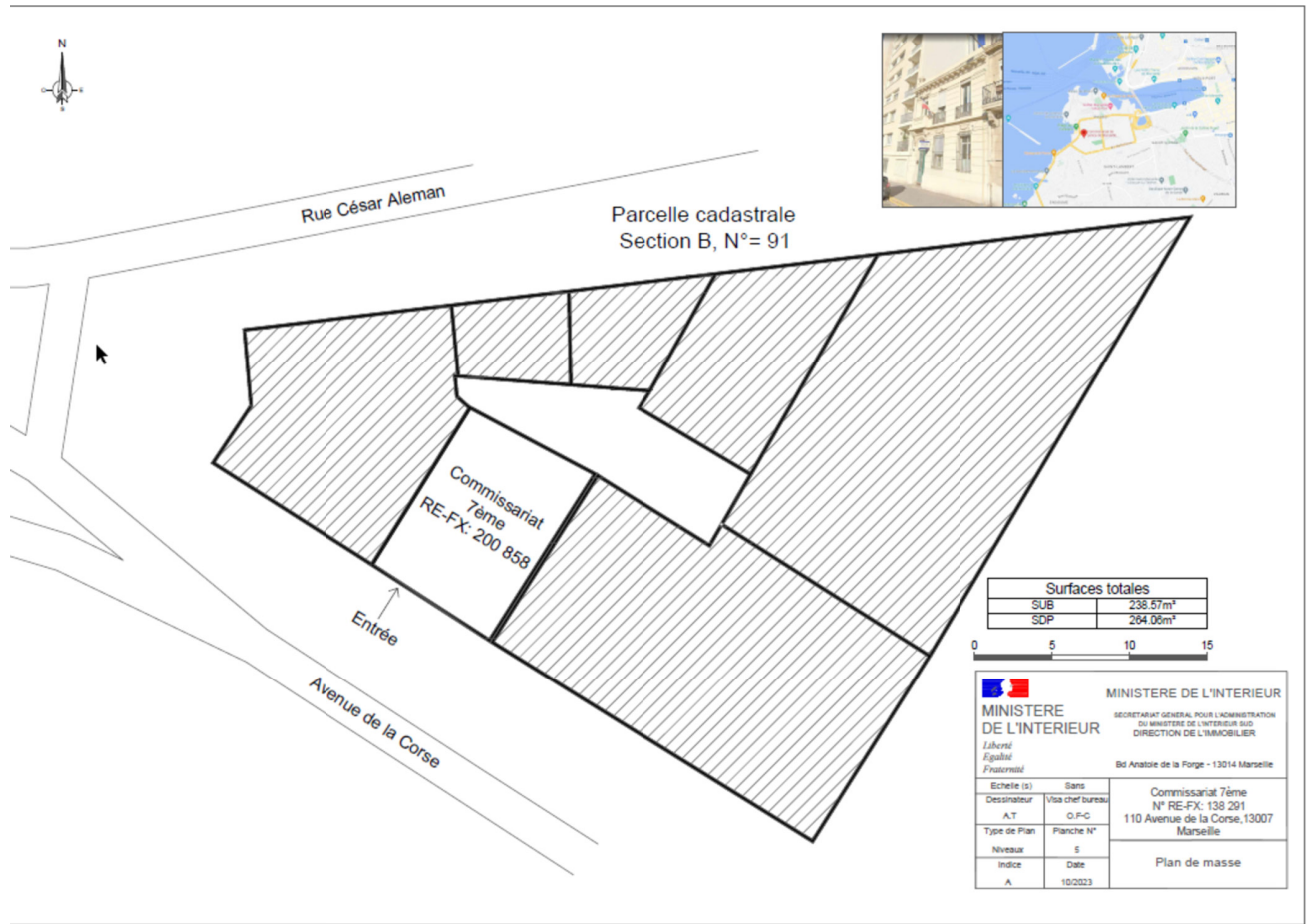 N
O
E
S
Rue César Aleman
Parcelle cadastrale
Section B, N°= 91
Commissariat
7ème
RE-FX: 200 858
Entrée
Avenue de la Corse
Surfaces totales
SUB 238.57m²
SDP 264.06m²
0 5 10 15
MINISTERE
DE L'INTERIEUR
Liberté
Egalité
Fraternité
MINISTERE DE L'INTERIEUR
SECRETARIAT GENERAL POUR L'ADMINISTRATION
DU MINISTERE DE L'INTERIEUR SUD
DIRECTION DE L'IMMOBILIER
Bd Anatole de la Forge - 13014 Marseille
Echelle (s) Sans
Dessinateur Visa chef bureau
A.T O.F-C
Type de Plan Planche N°
Niveaux 5
Indice Date
A 10/2023
Commissariat 7ème
N° RE-FX: 138 291
110 Avenue de la Corse,13007
Marseille
Plan de masse